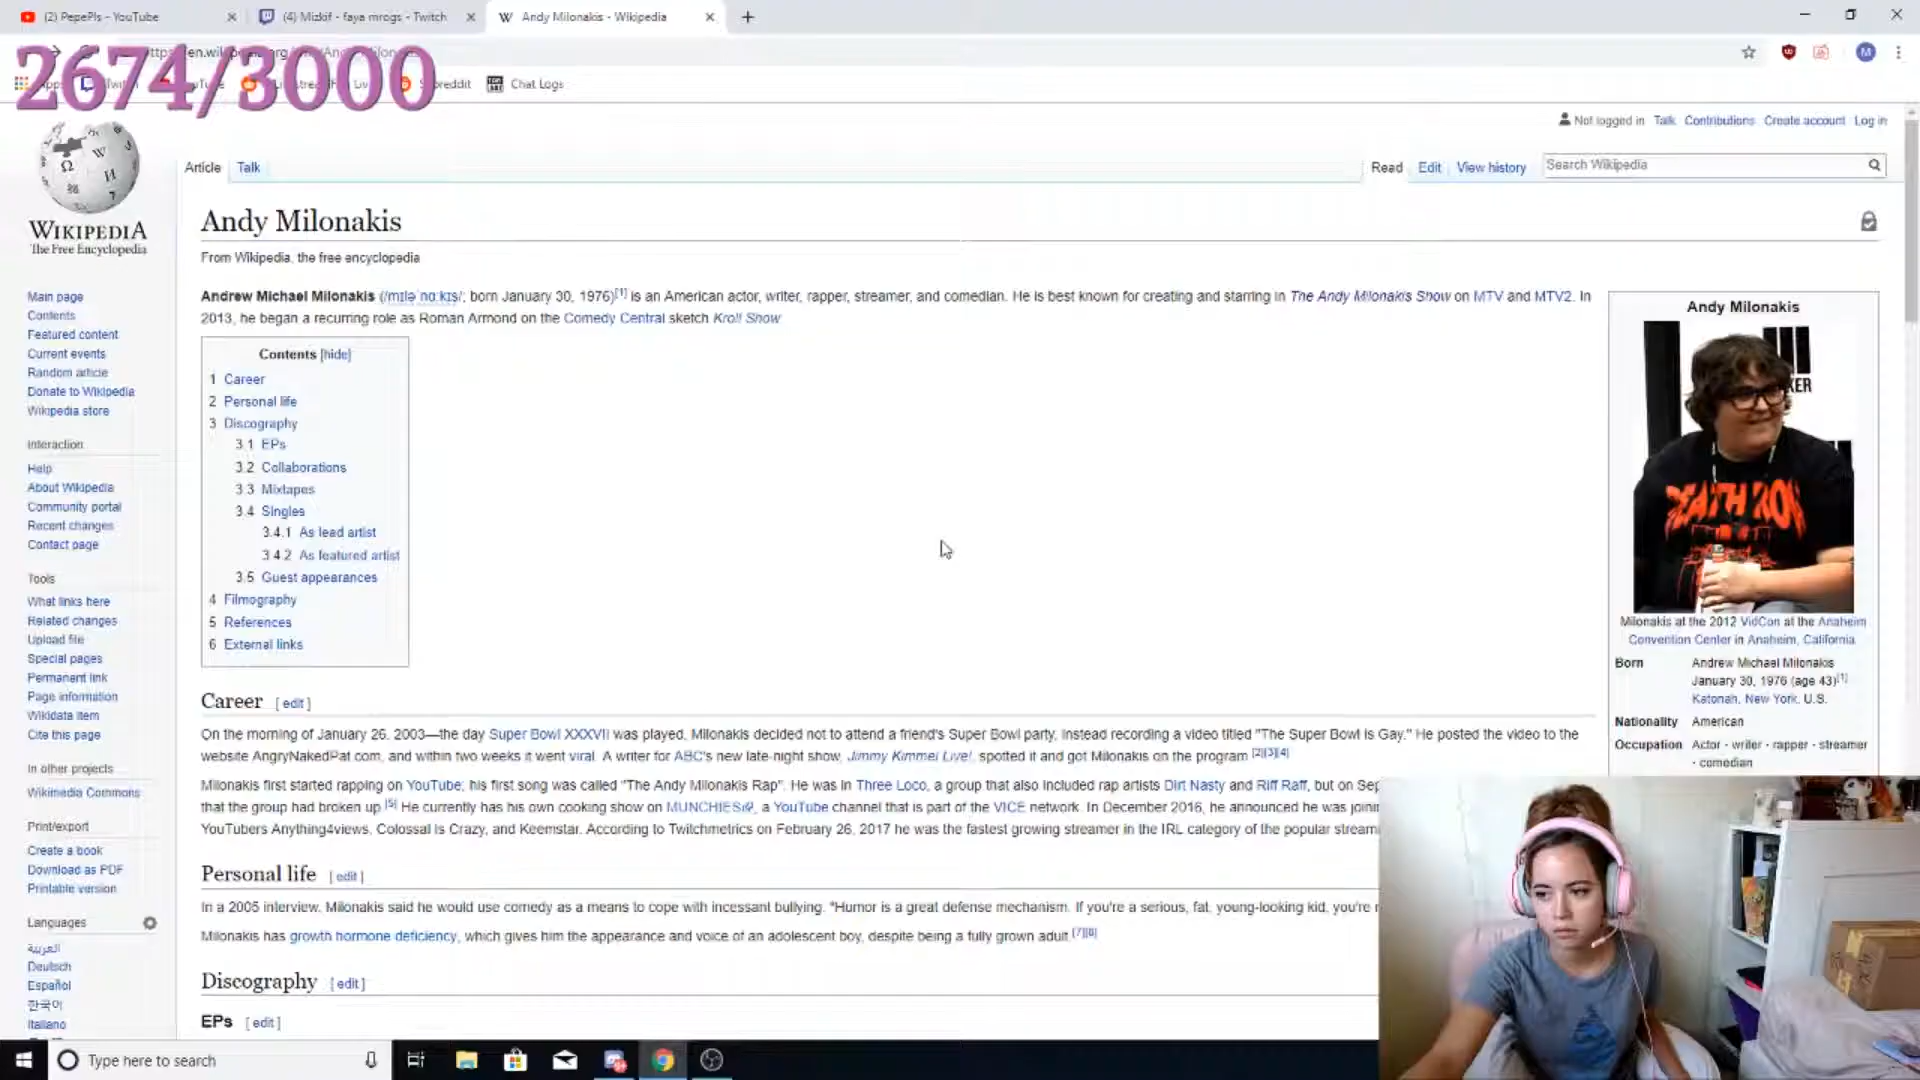 (2) PepePls - YouTube
(4) Mizkif - faya mrogs - Twitch
Andy Milonakis - Wikipedia
2674/3000
Chat Logs
M
Not logged in Talk Contributions Create account Log in
Article Talk
Read Edit View history Search Wikipedia
WIKIPEDIA
The Free Encyclopedia
Andy Milonakis
From Wikipedia, the free encyclopedia
Andrew Michael Milonakis (/mɪləˈnɑːkɪs/; born January 30, 1976)[1] is an American actor, writer, rapper, streamer, and comedian. He is best known for creating and starring in The Andy Milonakis Show on MTV and MTV2. In
2013, he began a recurring role as Roman Armond on the Comedy Central sketch Kroll Show
Contents [hide]
1 Career
2 Personal life
3 Discography
3.1 EPs
3.2 Collaborations
3.3 Mixtapes
3.4 Singles
3.4.1 As lead artist
3.4.2 As featured artist
3.5 Guest appearances
4 Filmography
5 References
6 External links
Career [ edit ]
On the morning of January 26, 2003—the day Super Bowl XXXVII was played, Milonakis decided not to attend a friend's Super Bowl party, instead recording a video titled "The Super Bowl is Gay." He posted the video to the
website AngryNakedPat.com, and within two weeks it went viral. A writer for ABC's new late-night show, Jimmy Kimmel Live!, spotted it and got Milonakis on the program [2][3][4]
Milonakis first started rapping on YouTube; his first song was called "The Andy Milonakis Rap". He was in Three Loco, a group that also included rap artists Dirt Nasty and Riff Raff, but on Sep
that the group had broken up [5] He currently has his own cooking show on MUNCHIES, a YouTube channel that is part of the VICE network. In December 2016, he announced he was joini
YouTubers Anything4views, Colossal Is Crazy, and Keemstar. According to Twitchmetrics on February 26, 2017 he was the fastest growing streamer in the IRL category of the popular stream
Personal life [ edit ]
In a 2005 interview, Milonakis said he would use comedy as a means to cope with incessant bullying. "Humor is a great defense mechanism. If you're a serious, fat, young-looking kid, you're
Milonakis has growth hormone deficiency, which gives him the appearance and voice of an adolescent boy, despite being a fully grown adult [7][8]
Discography [ edit ]
EPs [ edit ]
Andy Milonakis
KER
DEATH ROW
Milonakis at the 2012 VidCon at the Anaheim
Convention Center in Anaheim, California
Born Andrew Michael Milonakis
January 30, 1976 (age 43)[1]
Katonah, New York, U.S.
Nationality American
Occupation Actor · writer · rapper · streamer
· comedian
Main page
Contents
Featured content
Current events
Random article
Donate to Wikipedia
Wikipedia store
Interaction
Help
About Wikipedia
Community portal
Recent changes
Contact page
Tools
What links here
Related changes
Upload file
Special pages
Permanent link
Page information
Wikidata item
Cite this page
In other projects
Wikimedia Commons
Print/export
Create a book
Download as PDF
Printable version
Languages
العربية
Deutsch
Español
한국어
Italiano
Type here to search